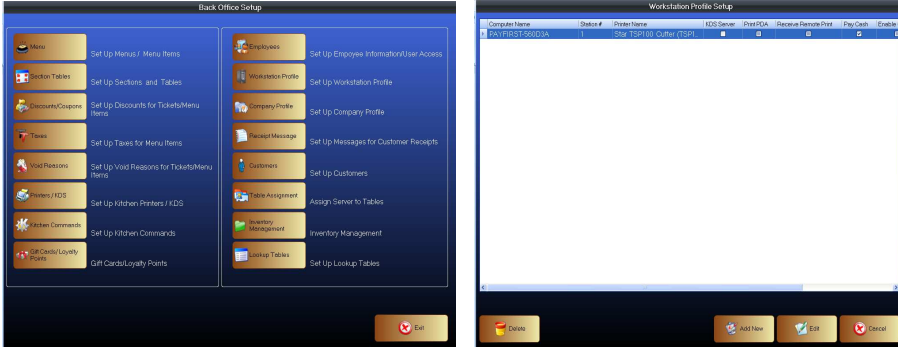 Back Office Setup
Menu
Set Up Menus / Menu Items
Section Tables
Set Up Sections and Tables
Discounts/Coupons
Set Up Discounts for Tickets/Menu
Items
Taxes
Set Up Taxes for Menu Items
Void Reasons
Set Up Void Reasons for Tickets/Menu
Items
Printers / KDS
Set Up Kitchen Printers / KDS
Kitchen Commands
Set Up Kitchen Commands
Gift Cards/Loyalty
Points
Gift Cards/Loyalty Points
Employees
Set Up Empoyee Information/User Access
Workstation Profile
Set Up Workstation Profile
Company Profile
Set Up Company Profile
Receipt Message
Set Up Messages for Customer Receipts
Customers
Set Up Customers
Table Assignment
Assign Server to Tables
Inventory
Management
Inventory Management
Lookup Tables
Set Up Lookup Tables
Exit
Workstation Profile Setup
Computer Name Station # Printer Name KDS Server Print PDA Receive Remote Print Pay Cash Enable
PAYFIRST-560D3A 1 Star TSP100 Cutter (TSP1...
Delete
Add New
Edit
Cancel